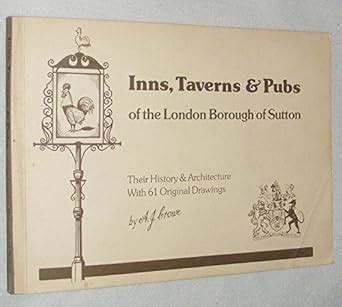 Inns, Taverns & Pubs
of the London Borough of Sutton
Their History & Architecture
With 61 Original Drawings
by A. J. Crowe